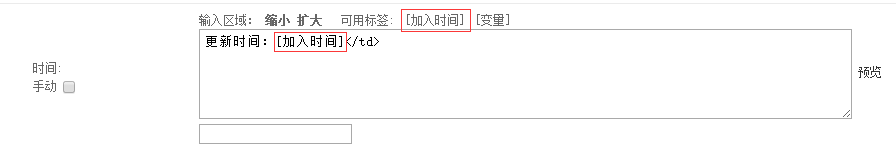 输入区域: 缩小 扩大 可用标签: [加入时间] [变量]
更新时间：[加入时间]</td>
时间:
预览
手动